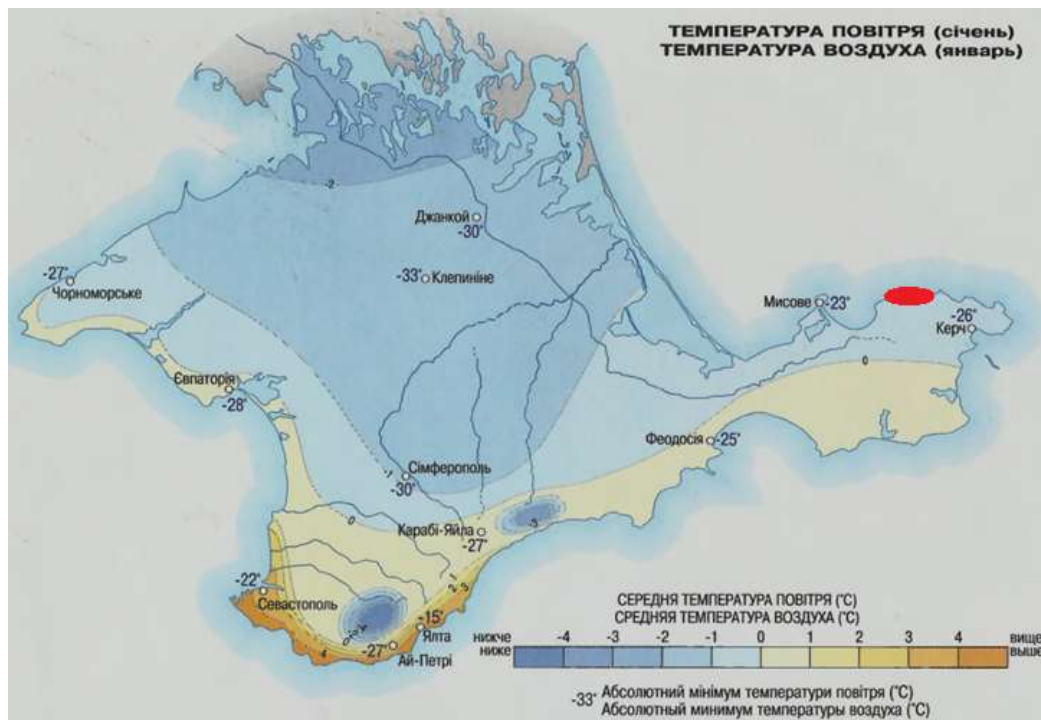 ТЕМПЕРАТУРА ПОВІТРЯ (січень)
ТЕМПЕРАТУРА ВОЗДУХА (январь)
-2
Джанкой
-30°
-27°
Чорноморське
-33° Клепиніне
Мисове -23°
-26°
Керч
0
Євпаторія
-28°
Феодосія -25°
-1
Сімферополь
-30°
0
Карабі-Яйла
-27°
-3
-22°
Севастополь
1
2
3
-15°
Ялта
-27°
Ай-Петрі
4
СЕРЕДНЯ ТЕМПЕРАТУРА ПОВІТРЯ (°C)
СРЕДНЯЯ ТЕМПЕРАТУРА ВОЗДУХА (°C)
нижче -4 -3 -2 -1 0 1 2 3 4 вище
ниже выше
-33° Абсолютний мінімум температури повітря (°C)
Абсолютный минимум температуры воздуха (°C)